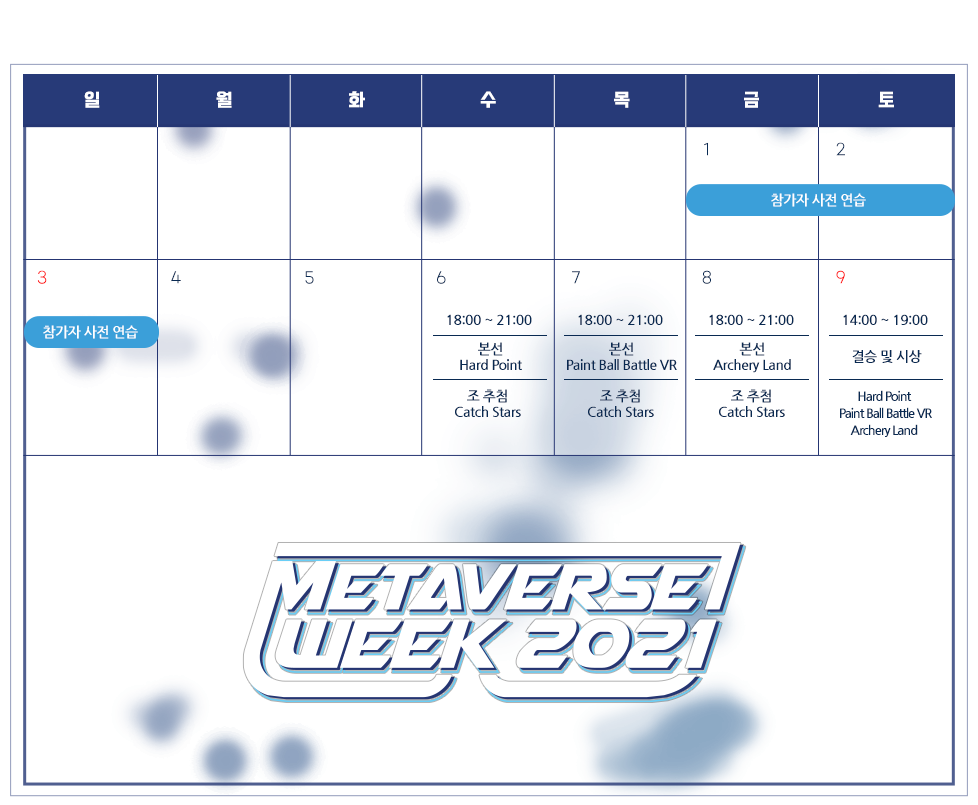 일 월 화 수 목 금 토
1 2
참가자 사전 연습
3 4 5 6 7 8 9
참가자 사전 연습
18:00 ~ 21:00
본선
Hard Point
조 추첨
Catch Stars
18:00 ~ 21:00
본선
Paint Ball Battle VR
조 추첨
Catch Stars
18:00 ~ 21:00
본선
Archery Land
조 추첨
Catch Stars
14:00 ~ 19:00
결승 및 시상
Hard Point
Paint Ball Battle VR
Archery Land
METAVERSE
WEEK 2021